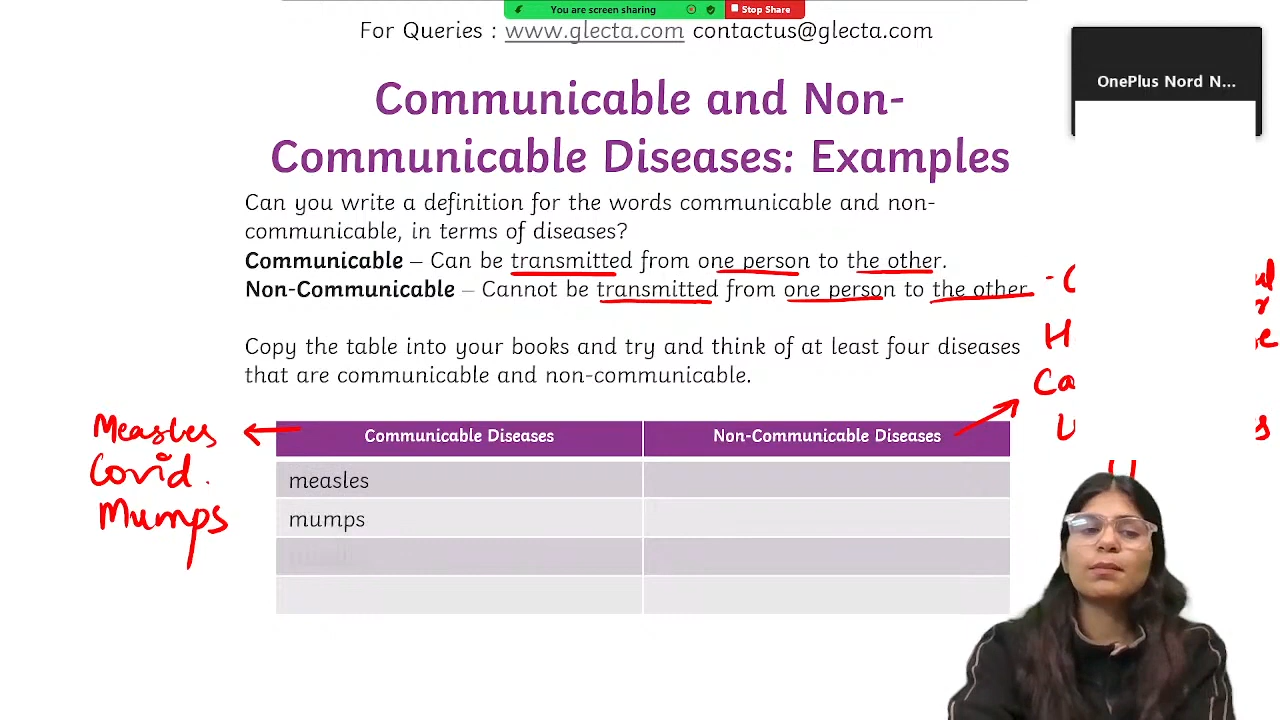 You are screen sharing
Stop Share
For Queries : www.glecta.com contactus@glecta.com
OnePlus Nord N...
Communicable and Non-
Communicable Diseases: Examples
Can you write a definition for the words communicable and non-
communicable, in terms of diseases?
Communicable – Can be transmitted from one person to the other.
Non-Communicable – Cannot be transmitted from one person to the other
Copy the table into your books and try and think of at least four diseases
that are communicable and non-communicable.
Measles
Covid.
Mumps
Communicable Diseases Non-Communicable Diseases
measles
mumps